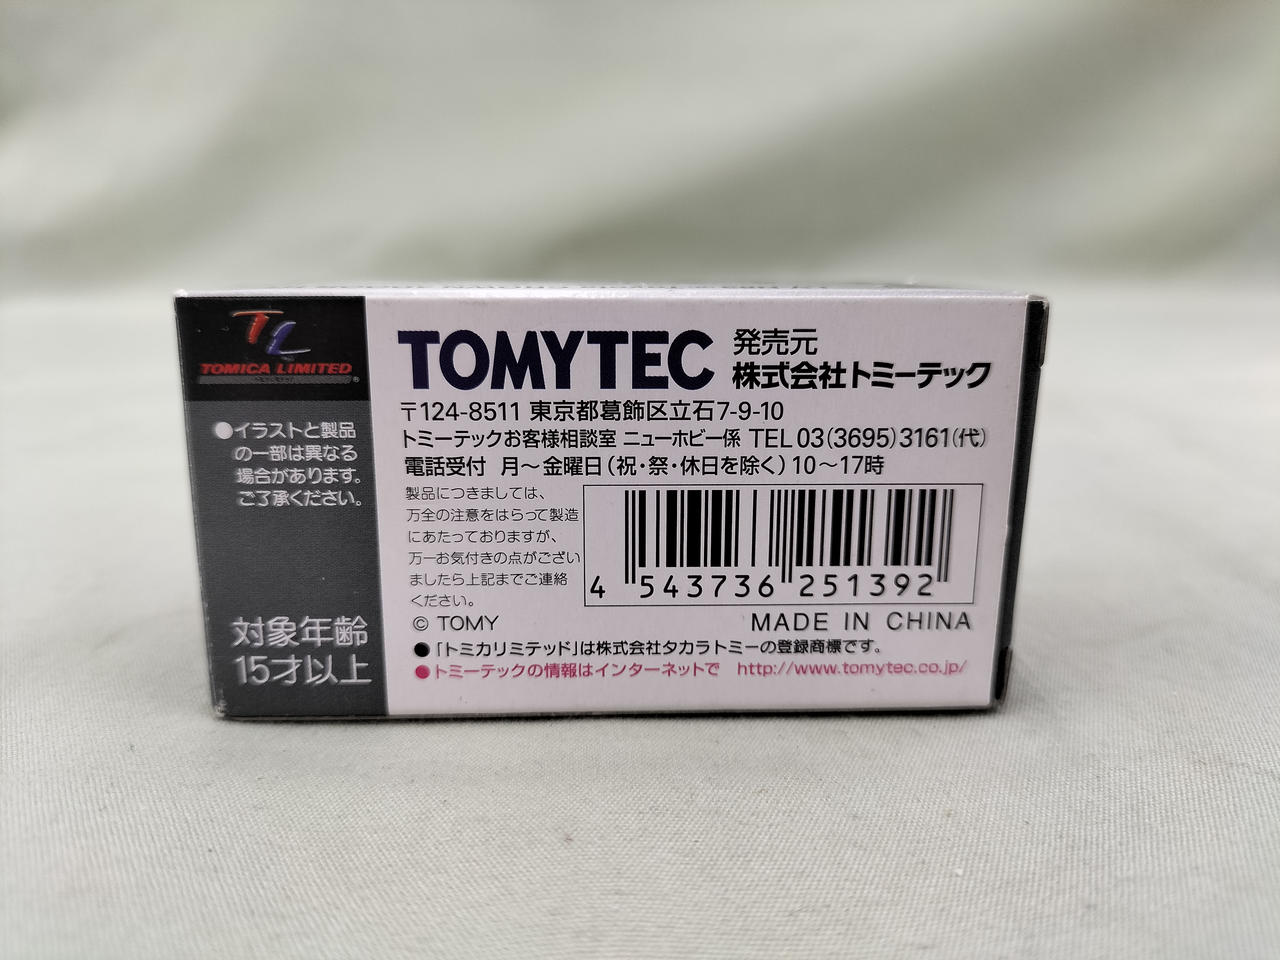 TL
TOMICA LIMITED
●イラストと製品
の一部は異なる
場合があります。
ご了承ください。
対象年齢
15才以上
TOMYTEC 発売元
株式会社トミーテック
〒124-8511 東京都葛飾区立石7-9-10
トミーテックお客様相談室 ニューホビー係 TEL 03(3695)3161(代)
電話受付 月～金曜日(祝・祭・休日を除く)10～17時
製品につきましては、
万全の注意をはらって製造
にあたっておりますが、
万一お気付きの点がござい
ましたら上記までご連絡
ください。
4 543736 251392
© TOMY MADE IN CHINA
●「トミカリミテッド」は株式会社タカラトミーの登録商標です。
●トミーテックの情報はインターネットで http://www.tomytec.co.jp/